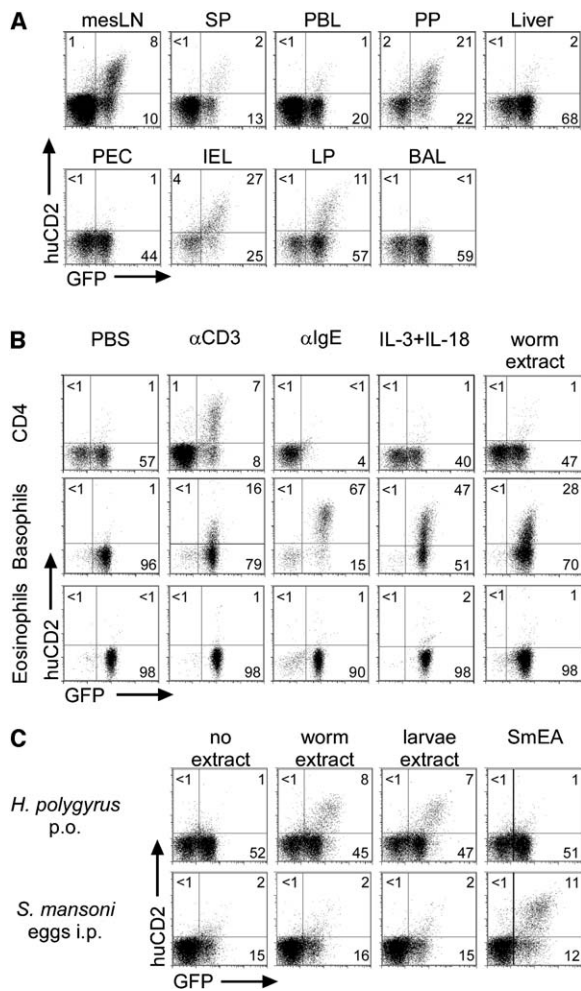 A
mesLN SP PBL PP Liver
1 8 <1 2 <1 1 2 21 <1 2
10 13 20 22 68
PEC IEL LP BAL
<1 1 4 27 <1 11 <1 <1
44 25 57 59
huCD2
GFP
B
PBS αCD3 αIgE IL-3+IL-18 worm
extract
CD4
<1 1 1 7 <1 <1 <1 1 <1 1
57 8 4 40 47
Basophils
<1 1 <1 16 <1 67 <1 47 <1 28
96 79 15 51 70
Eosinophils
<1 <1 <1 1 <1 1 <1 2 <1 1
98 98 90 98 98
huCD2
GFP
C
no worm larvae SmEA
extract extract extract
H. polygyrus
p.o.
<1 1 <1 8 <1 7 <1 1
52 45 47 51
S. mansoni
eggs i.p.
<1 2 <1 2 <1 2 <1 11
15 16 15 12
huCD2
GFP